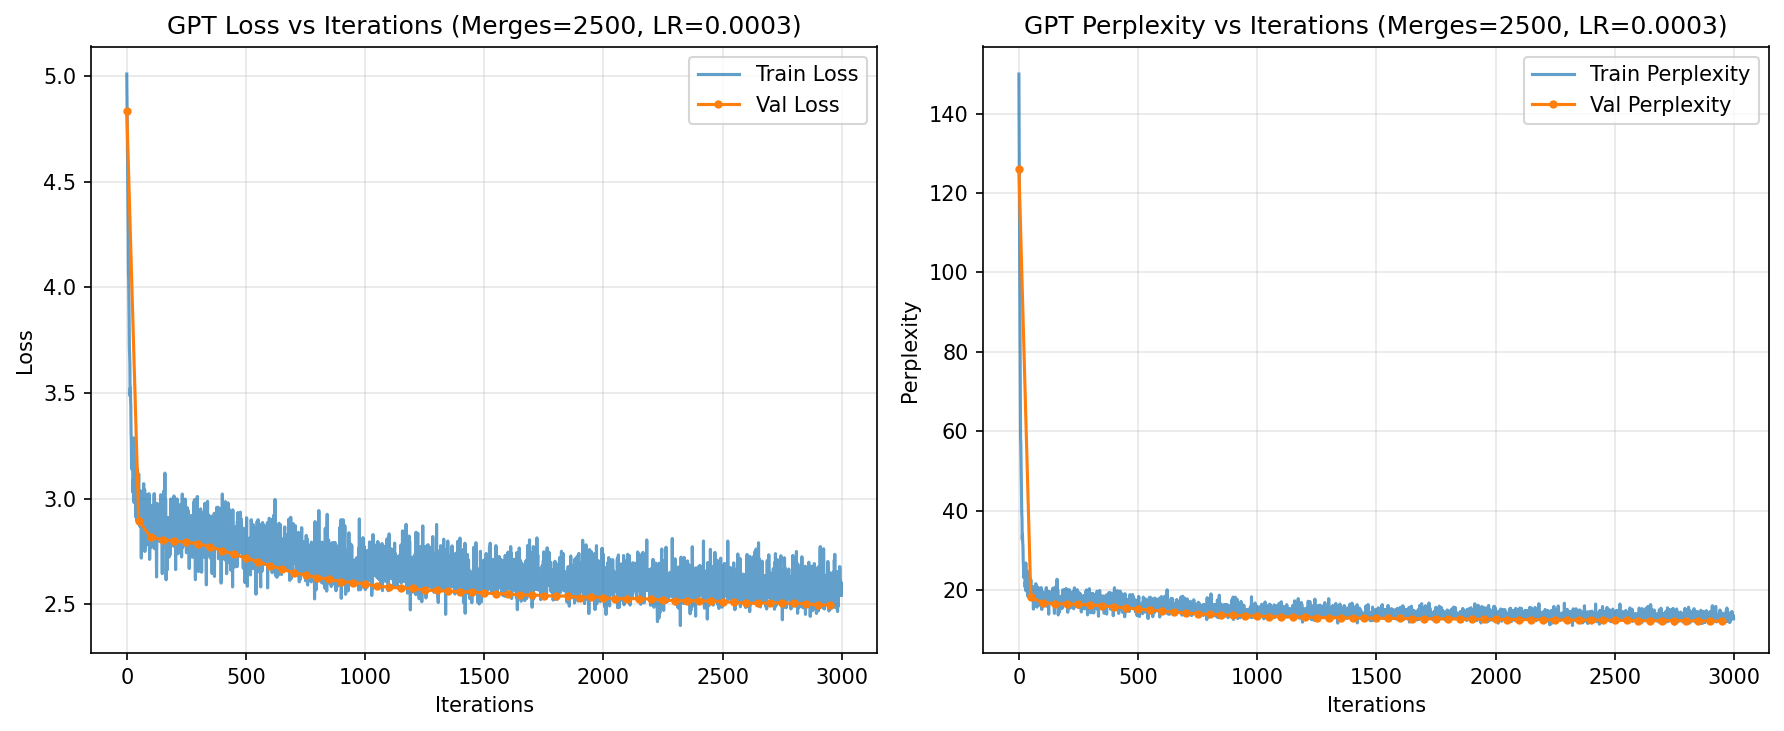 GPT Loss vs Iterations (Merges=2500, LR=0.0003)
Train Loss
Val Loss
5.0
4.5
4.0
3.5
3.0
2.5
Loss
0
500
1000
1500
2000
2500
3000
Iterations
GPT Perplexity vs Iterations (Merges=2500, LR=0.0003)
Train Perplexity
Val Perplexity
140
120
100
80
60
40
20
Perplexity
0
500
1000
1500
2000
2500
3000
Iterations